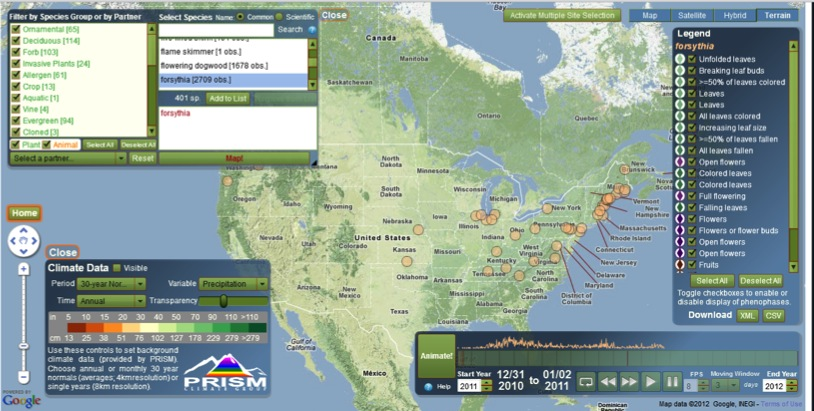 Filter by Species Group or by Partner
Ornamental [65]
Deciduous [114]
Forb [103]
Invasive Plants [24]
Allergen [61]
Crop [13]
Aquatic [1]
Vine [4]
Evergreen [94]
Cloned [3]
Plant Animal Select All Deselect All
Select a partner... Reset
Select Species Name: Common Scientific
Search
flame skimmer [1 obs.]
flowering dogwood [1678 obs.]
forsythia [2709 obs.]
401 sp. Add to List
forsythia
Map!
Close
Activate Multiple Site Selection
Map Satellite Hybrid Terrain
Legend
forsythia
Unfolded leaves
Breaking leaf buds
>=50% of leaves colored
Leaves
Leaves
All leaves colored
Increasing leaf size
>=50% of leaves fallen
All leaves fallen
Open flowers
Colored leaves
Colored leaves
Full flowering
Falling leaves
Flowers
Flowers or flower buds
Open flowers
Open flowers
Fruits
Select All Deselect All
Toggle checkboxes to enable or
disable display of phenophases.
Download XML CSV
Canada
Manitoba
Saskatchewan
Ontario
Quebec
New Brunswick
Nova Scotia
North Dakota
Minnesota
South Dakota
Wisconsin
Michigan
New York
Vermont
New Hampshire
Massachusetts
Rhode Island
Connecticut
New Jersey
Delaware
Maryland
District of Columbia
Oregon
Idaho
Wyoming
Nebraska
Iowa
Illinois
Indiana
Ohio
Pennsylvania
Nevada
Utah
Colorado
United States
Kansas
Missouri
Kentucky
West Virginia
Virginia
Arizona
New Mexico
Oklahoma
Arkansas
Tennessee
North Carolina
South Carolina
Mississippi
Alabama
Georgia
Texas
Louisiana
Gulf of California
México
Dominican Republic
Home
Close
Climate Data Visible
Period 30-year Nor... Variable Precipitation
Time Annual Transparency
in 5 10 15 20 30 40 50 70 90 110 >110
cm 13 25 38 51 76 102 127 178 229 279 >279
Use these controls to set background
climate data (provided by PRISM).
Choose annual or monthly 30 year
normals (averages, 4kmresolution) or
single years (8km resolution).
PRISM
CLIMATE GROUP
POWERED BY
Google
Animate!
Help
Start Year
2011
12/31
2010
to
01/02
2011
FPS
8
Moving Window
3 days
End Year
2012
Map data ©2012 Google, INEGI - Terms of Use